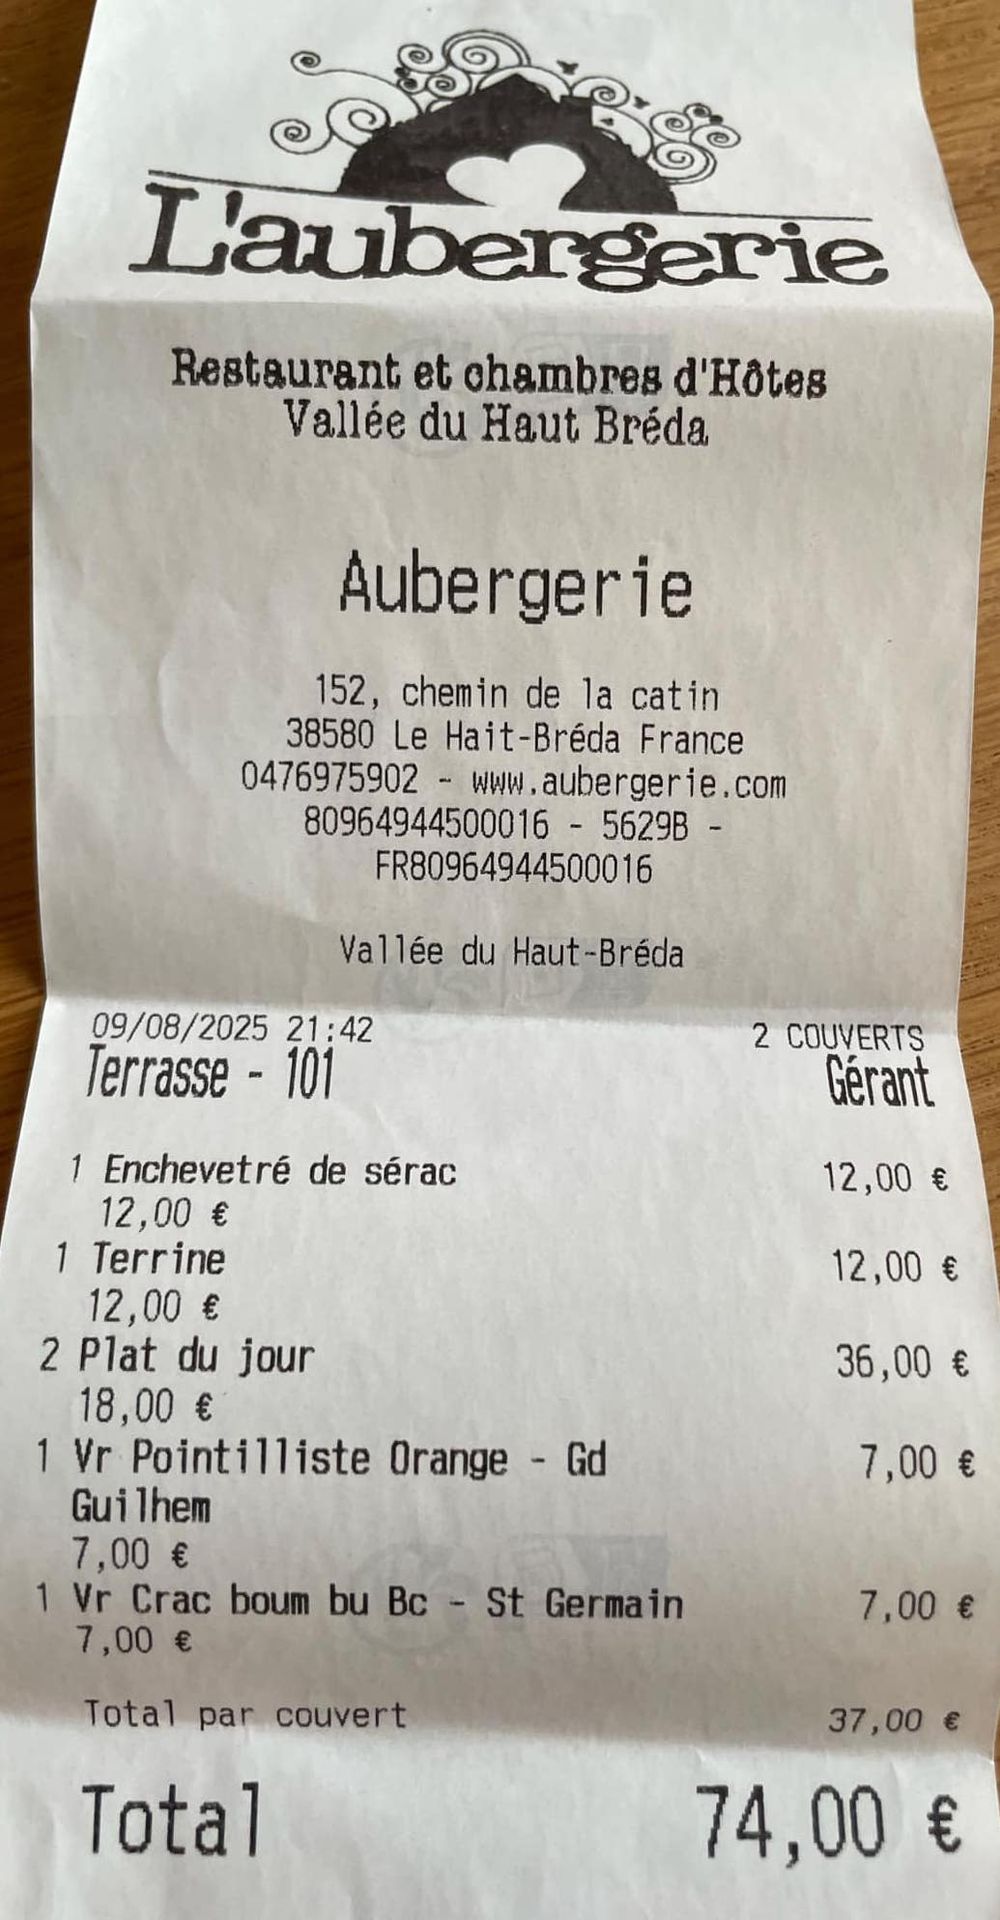 L'aubergerie
Restaurant et chambres d'Hôtes
Vallée du Haut Bréda
Aubergerie
152, chemin de la catin
38580 Le Hait-Bréda France
0476975902 - www.aubergerie.com
80964944500016 - 5629B -
FR80964944500016
Vallée du Haut-Bréda
09/08/2025 21:42 2 COUVERTS
Terrasse - 101 Gérant
1 Enchevetré de sérac 12,00 €
12,00 €
1 Terrine 12,00 €
12,00 €
2 Plat du jour 36,00 €
18,00 €
1 Vr Pointilliste Orange - Gd 7,00 €
Guilhem
7,00 €
1 Vr Crac boum bu Bc - St Germain 7,00 €
7,00 €
Total par couvert 37,00 €
Total 74,00 €